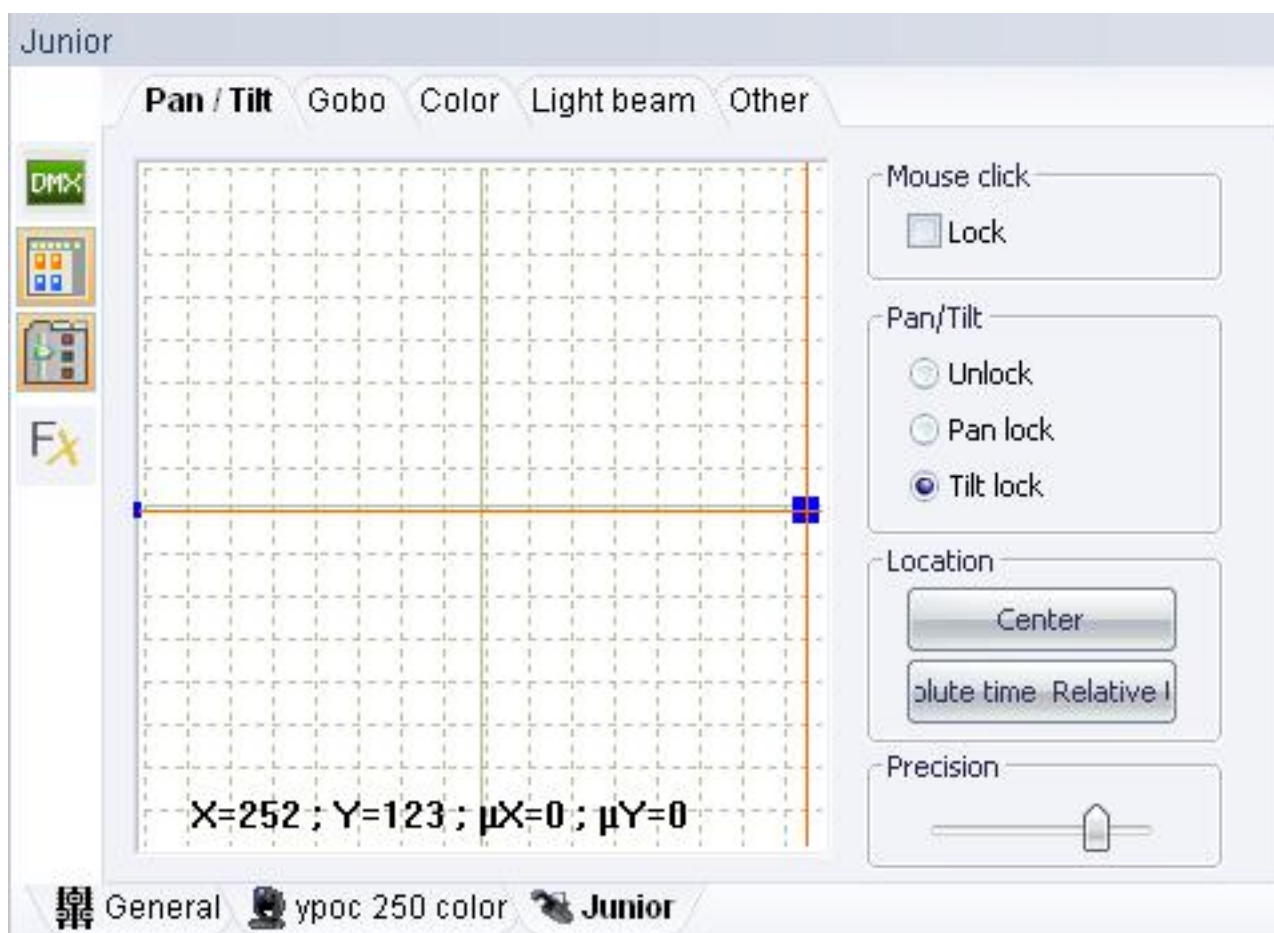 Junior
Pan / Tilt Gobo Color Light beam Other
DMX
Fx
Mouse click
Lock
Pan/Tilt
Unlock
Pan lock
Tilt lock
Location
Center
olute time Relative
Precision
X=252 ; Y=123 ; µX=0 ; µY=0
General ypoc 250 color Junior